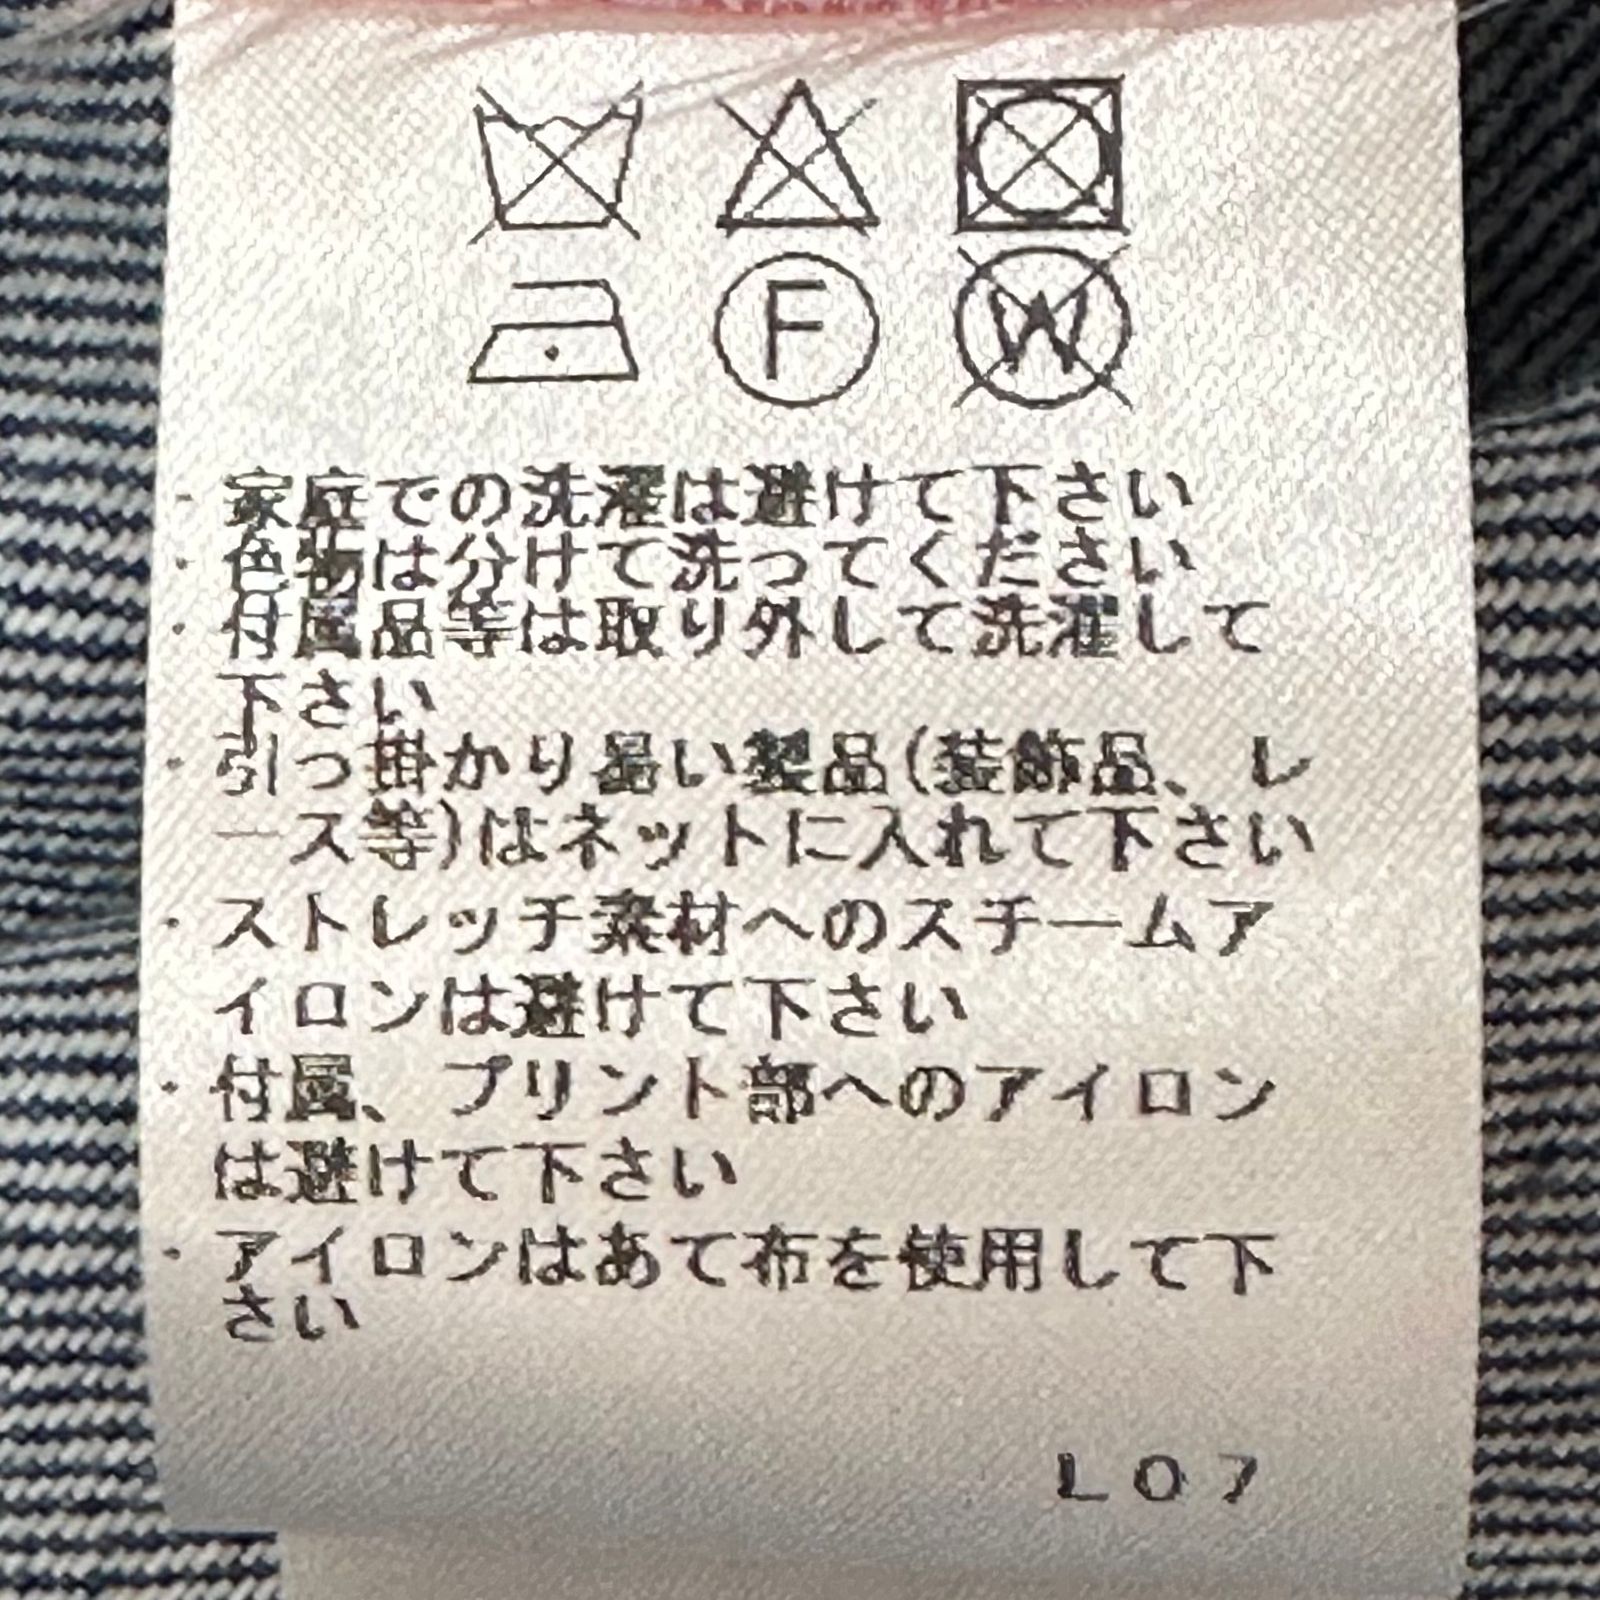 F W
・家庭での洗濯は避けて下さい
・色物は分けて洗ってください
・付属品等は取り外して洗濯して
下さい
・引っ掛かり易い製品(装飾品、レ
ース等)はネットに入れて下さい
・ストレッチ素材へのスチームア
イロンは避けて下さい
・付属、プリント部へのアイロン
は避けて下さい
・アイロンはあて布を使用して下
さい
L07